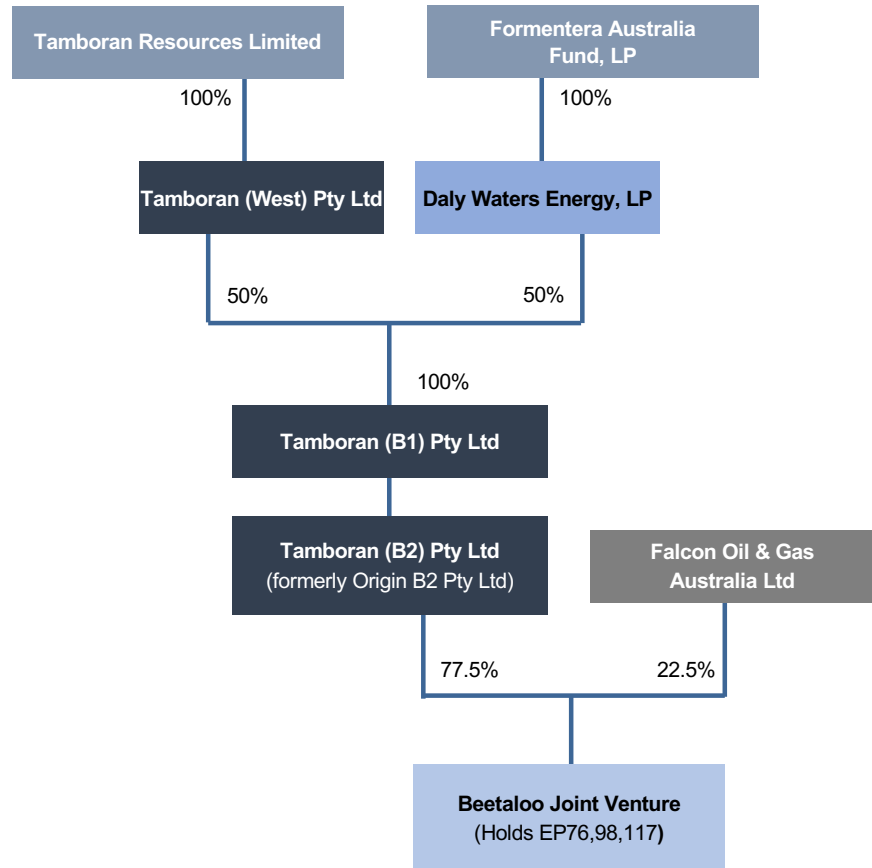 Tamboran Resources Limited
Formentera Australia
Fund, LP
100%
100%
Tamboran (West) Pty Ltd
Daly Waters Energy, LP
50%
50%
100%
Tamboran (B1) Pty Ltd
Tamboran (B2) Pty Ltd
(formerly Origin B2 Pty Ltd)
Falcon Oil & Gas
Australia Ltd
77.5%
22.5%
Beetaloo Joint Venture
(Holds EP76,98,117)